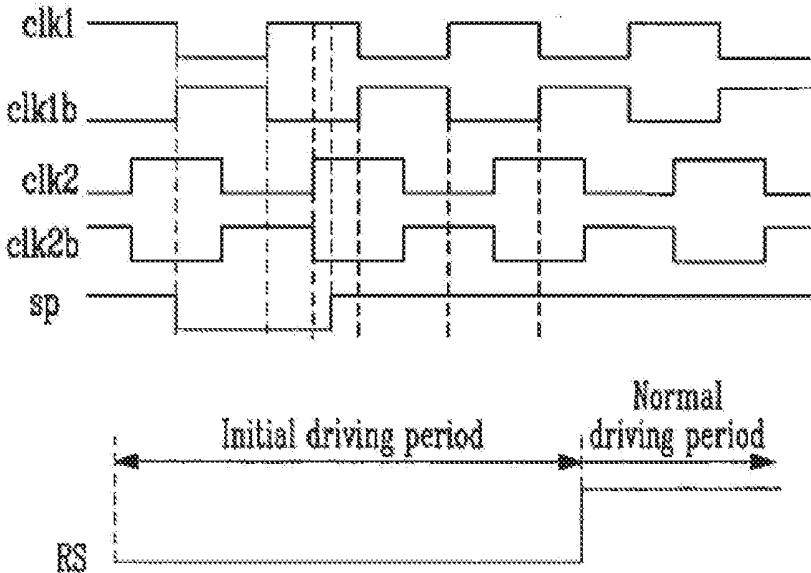 clk1
clk1b
clk2
clk2b
sp
Initial driving period
Normal
driving period
RS